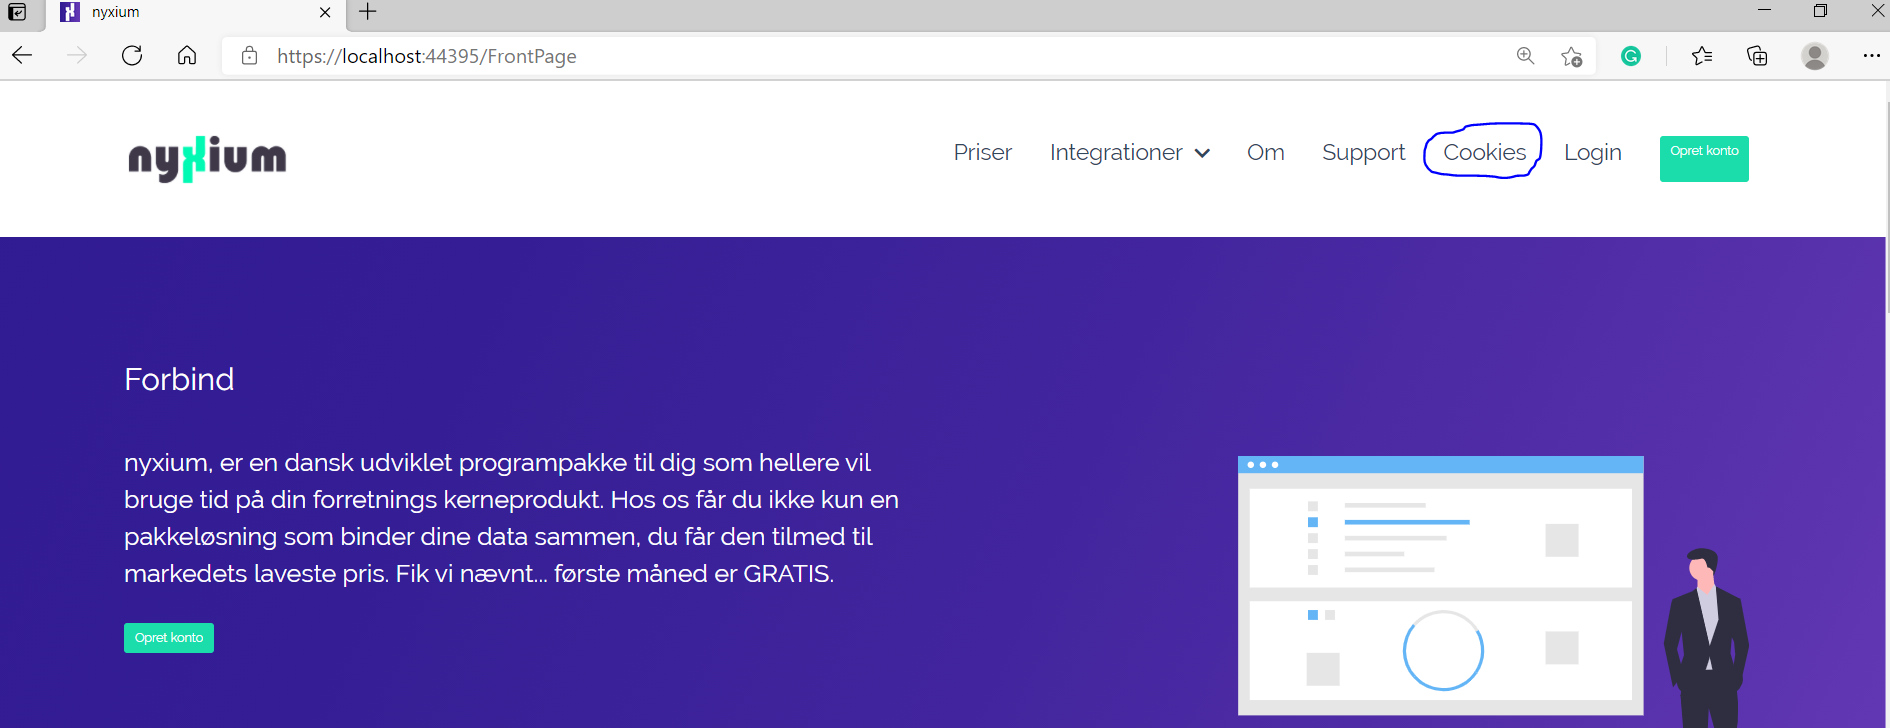 nyxium
https://localhost:44395/FrontPage
nyxium
Priser Integrationer Om Support Cookies Login Opret konto
Forbind
nyxium, er en dansk udviklet programpakke til dig som hellere vil
bruge tid på din forretnings kerneprodukt. Hos os får du ikke kun en
pakkeløsning som binder dine data sammen, du får den tilmed til
markedets laveste pris. Fik vi nævnt... første måned er GRATIS.
Opret konto